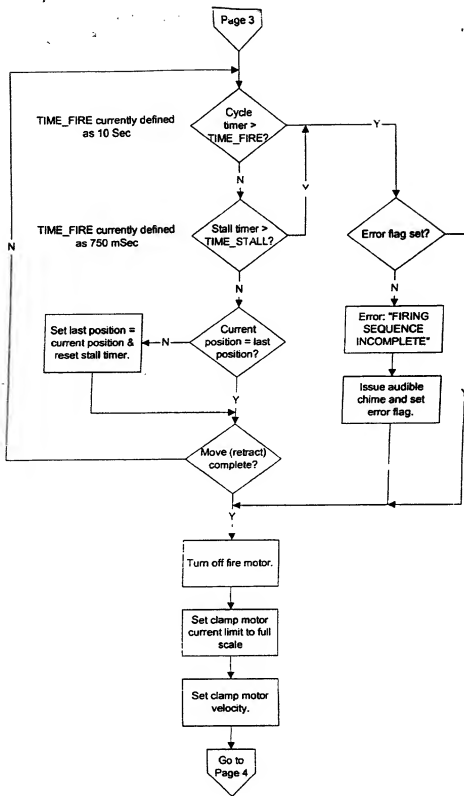 Page 3
Cycle
timer >
TIME_FIRE?
TIME_FIRE currently defined
as 10 Sec
Y
N
Y
Stall timer >
TIME_STALL?
TIME_FIRE currently defined
as 750 mSec
Error flag set?
N
N
N
Current
position = last
position?
N
Set last position =
current position &
reset stall timer.
Error: "FIRING
SEQUENCE
INCOMPLETE"
Issue audible
chime and set
error flag.
Y
Y
Move (retract)
complete?
Y
Turn off fire motor.
Set clamp motor
current limit to full
scale
Set clamp motor
velocity.
Go to
Page 4